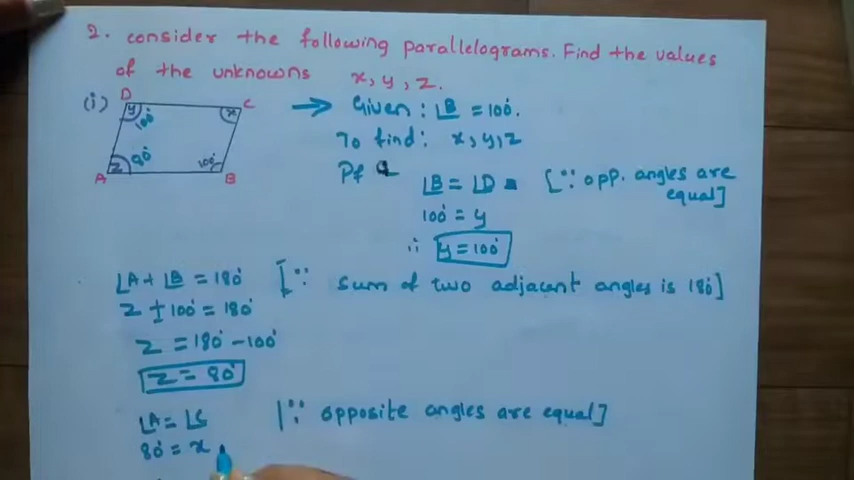 2. consider the following parallelograms. Find the values
of the unknowns x, y, z.
(i) D C
y 100° x
z 80° 100°
A B
→ Given : ∠B = 100°.
To find : x, y, z
Pf
∠B = ∠D [∵ opp. angles are
equal]
100° = y
∴ y = 100°
∠A + ∠B = 180° [∵ sum of two adjacent angles is 180°]
z + 100° = 180°
z = 180° - 100°
z = 80°
∠A = ∠C [∵ opposite angles are equal]
80° = x